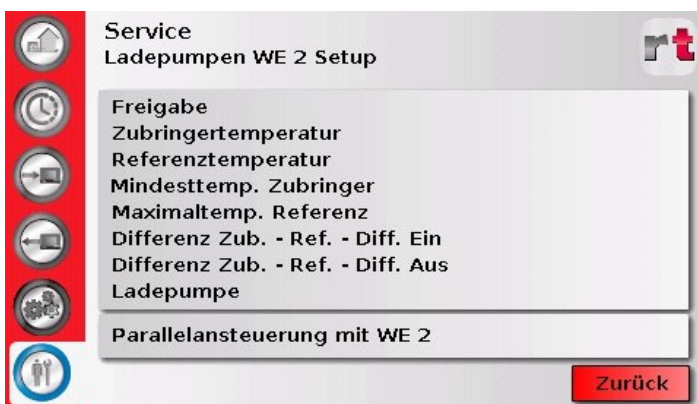 Service
Ladepumpen WE 2 Setup
rt
Freigabe
Zubringertemperatur
Referenztemperatur
Mindesttemp. Zubringer
Maximaltemp. Referenz
Differenz Zub. - Ref. - Diff. Ein
Differenz Zub. - Ref. - Diff. Aus
Ladepumpe
Parallelansteuerung mit WE 2
Zurück